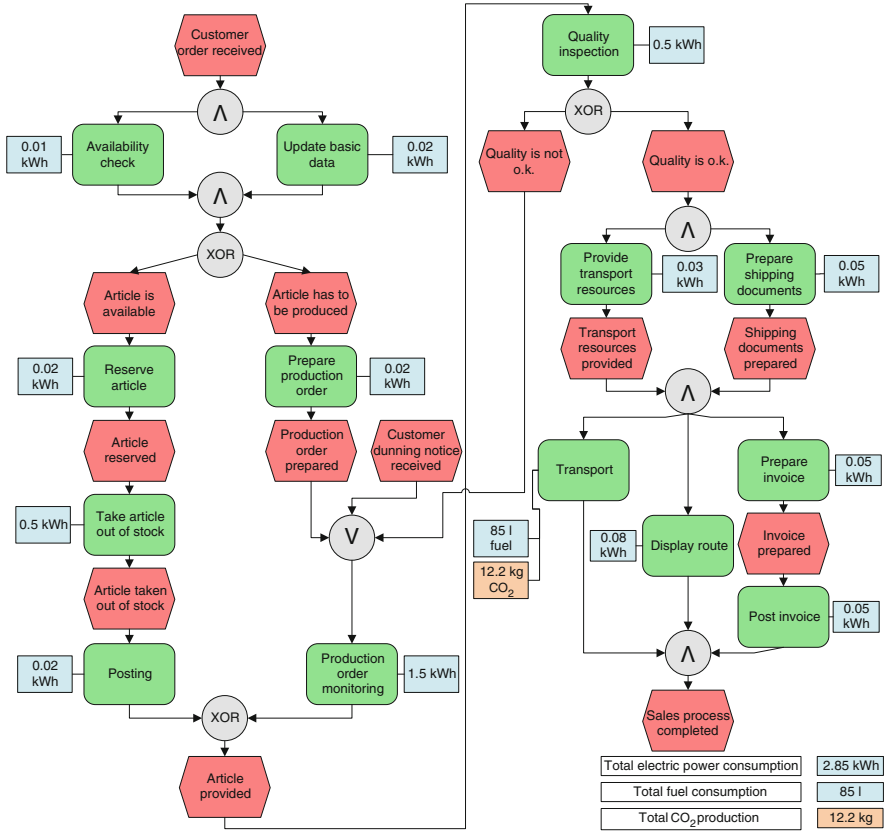 Customer
order received
Λ
0.01
kWh
Availability
check
Update basic
data
0.02
kWh
Λ
XOR
Article is
available
Article has to
be produced
0.02
kWh
Reserve
article
Prepare
production
order
0.02
kWh
Article
reserved
Production
order
prepared
Customer
dunning notice
received
0.5 kWh
Take article
out of stock
V
Article taken
out of stock
0.02
kWh
Posting
Production
order
monitoring
1.5 kWh
XOR
Article
provided
Quality
inspection
0.5 kWh
XOR
Quality is not
o.k.
Quality is o.k.
Λ
Provide
transport
resources
0.03
kWh
Prepare
shipping
documents
0.05
kWh
Transport
resources
provided
Shipping
documents
prepared
Λ
Transport
Prepare
invoice
0.05
kWh
85 l
fuel
0.08
kWh
Display route
Invoice
prepared
12.2 kg
CO2
Post invoice
0.05
kWh
Λ
Sales process
completed
Total electric power consumption
2.85 kWh
Total fuel consumption
85 l
Total CO2 production
12.2 kg